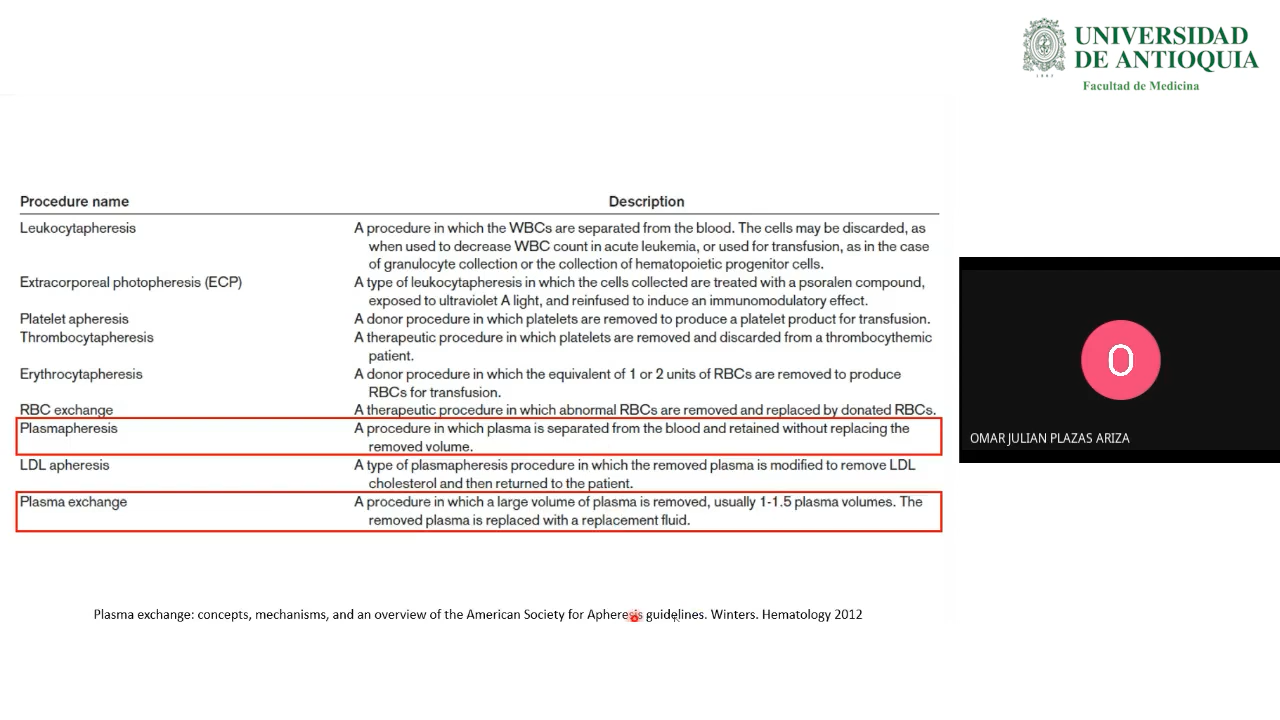 UNIVERSIDAD
DE ANTIOQUIA
1803
Facultad de Medicina
Procedure name Description
Leukocytapheresis A procedure in which the WBCs are separated from the blood. The cells may be discarded, as
when used to decrease WBC count in acute leukemia, or used for transfusion, as in the case
of granulocyte collection or the collection of hematopoietic progenitor cells.
Extracorporeal photopheresis (ECP) A type of leukocytapheresis in which the cells collected are treated with a psoralen compound,
exposed to ultraviolet A light, and reinfused to induce an immunomodulatory effect.
Platelet apheresis A donor procedure in which platelets are removed to produce a platelet product for transfusion.
Thrombocytapheresis A therapeutic procedure in which platelets are removed and discarded from a thrombocythemic
patient.
Erythrocytapheresis A donor procedure in which the equivalent of 1 or 2 units of RBCs are removed to produce
RBCs for transfusion.
RBC exchange A therapeutic procedure in which abnormal RBCs are removed and replaced by donated RBCs.
Plasmapheresis A procedure in which plasma is separated from the blood and retained without replacing the
removed volume.
LDL apheresis A type of plasmapheresis procedure in which the removed plasma is modified to remove LDL
cholesterol and then returned to the patient.
Plasma exchange A procedure in which a large volume of plasma is removed, usually 1-1.5 plasma volumes. The
removed plasma is replaced with a replacement fluid.
O
OMAR JULIAN PLAZAS ARIZA
Plasma exchange: concepts, mechanisms, and an overview of the American Society for Apheresis guidelines. Winters. Hematology 2012